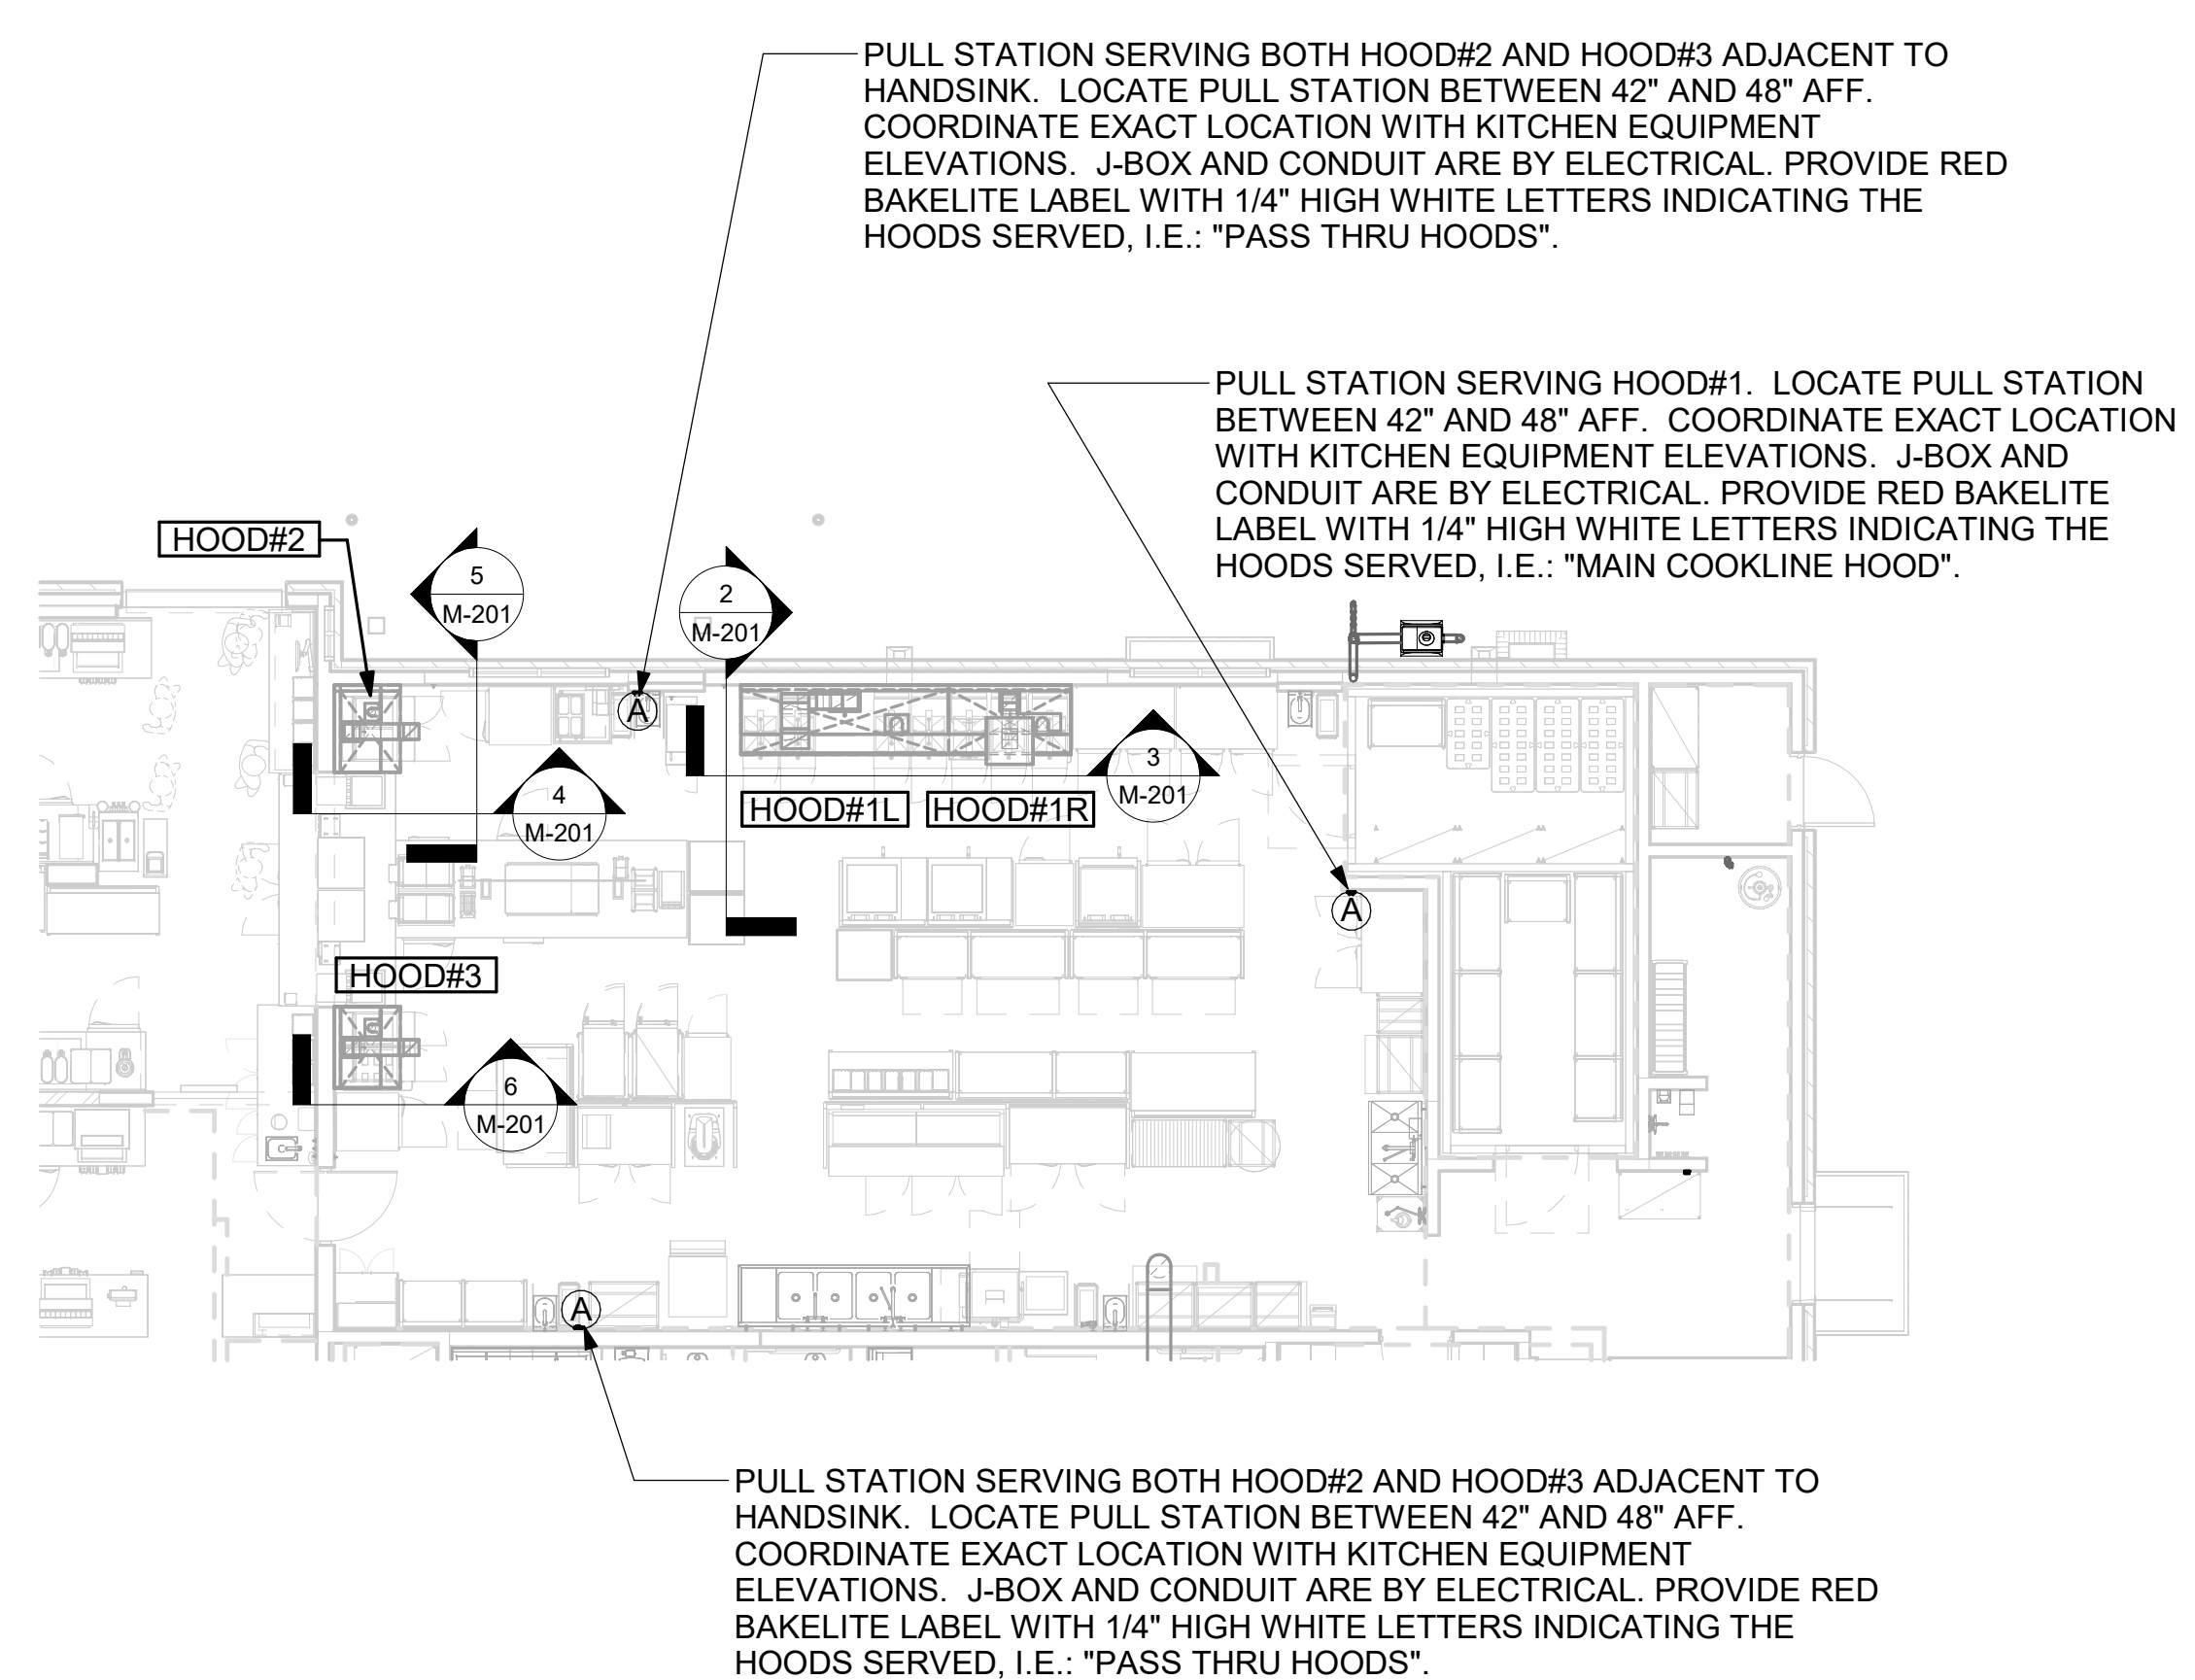 PULL STATION SERVING BOTH HOOD#2 AND HOOD#3 ADJACENT TO
HANDSINK.  LOCATE PULL STATION BETWEEN 42" AND 48" AFF.
COORDINATE EXACT LOCATION WITH KITCHEN EQUIPMENT
ELEVATIONS.  J-BOX AND CONDUIT ARE BY ELECTRICAL. PROVIDE RED
BAKELITE LABEL WITH 1/4" HIGH WHITE LETTERS INDICATING THE
HOODS SERVED, I.E.: "PASS THRU HOODS".
PULL STATION SERVING HOOD#1.  LOCATE PULL STATION
BETWEEN 42" AND 48" AFF.  COORDINATE EXACT LOCATION
WITH KITCHEN EQUIPMENT ELEVATIONS.  J-BOX AND
CONDUIT ARE BY ELECTRICAL. PROVIDE RED BAKELITE
LABEL WITH 1/4" HIGH WHITE LETTERS INDICATING THE
HOODS SERVED, I.E.: "MAIN COOKLINE HOOD".
HOOD#2
5
M-201
2
M-201
A
3
M-201
4
M-201
HOOD#1L
HOOD#1R
A
HOOD#3
6
M-201
A
PULL STATION SERVING BOTH HOOD#2 AND HOOD#3 ADJACENT TO
HANDSINK.  LOCATE PULL STATION BETWEEN 42" AND 48" AFF.
COORDINATE EXACT LOCATION WITH KITCHEN EQUIPMENT
ELEVATIONS.  J-BOX AND CONDUIT ARE BY ELECTRICAL. PROVIDE RED
BAKELITE LABEL WITH 1/4" HIGH WHITE LETTERS INDICATING THE
HOODS SERVED, I.E.: "PASS THRU HOODS".